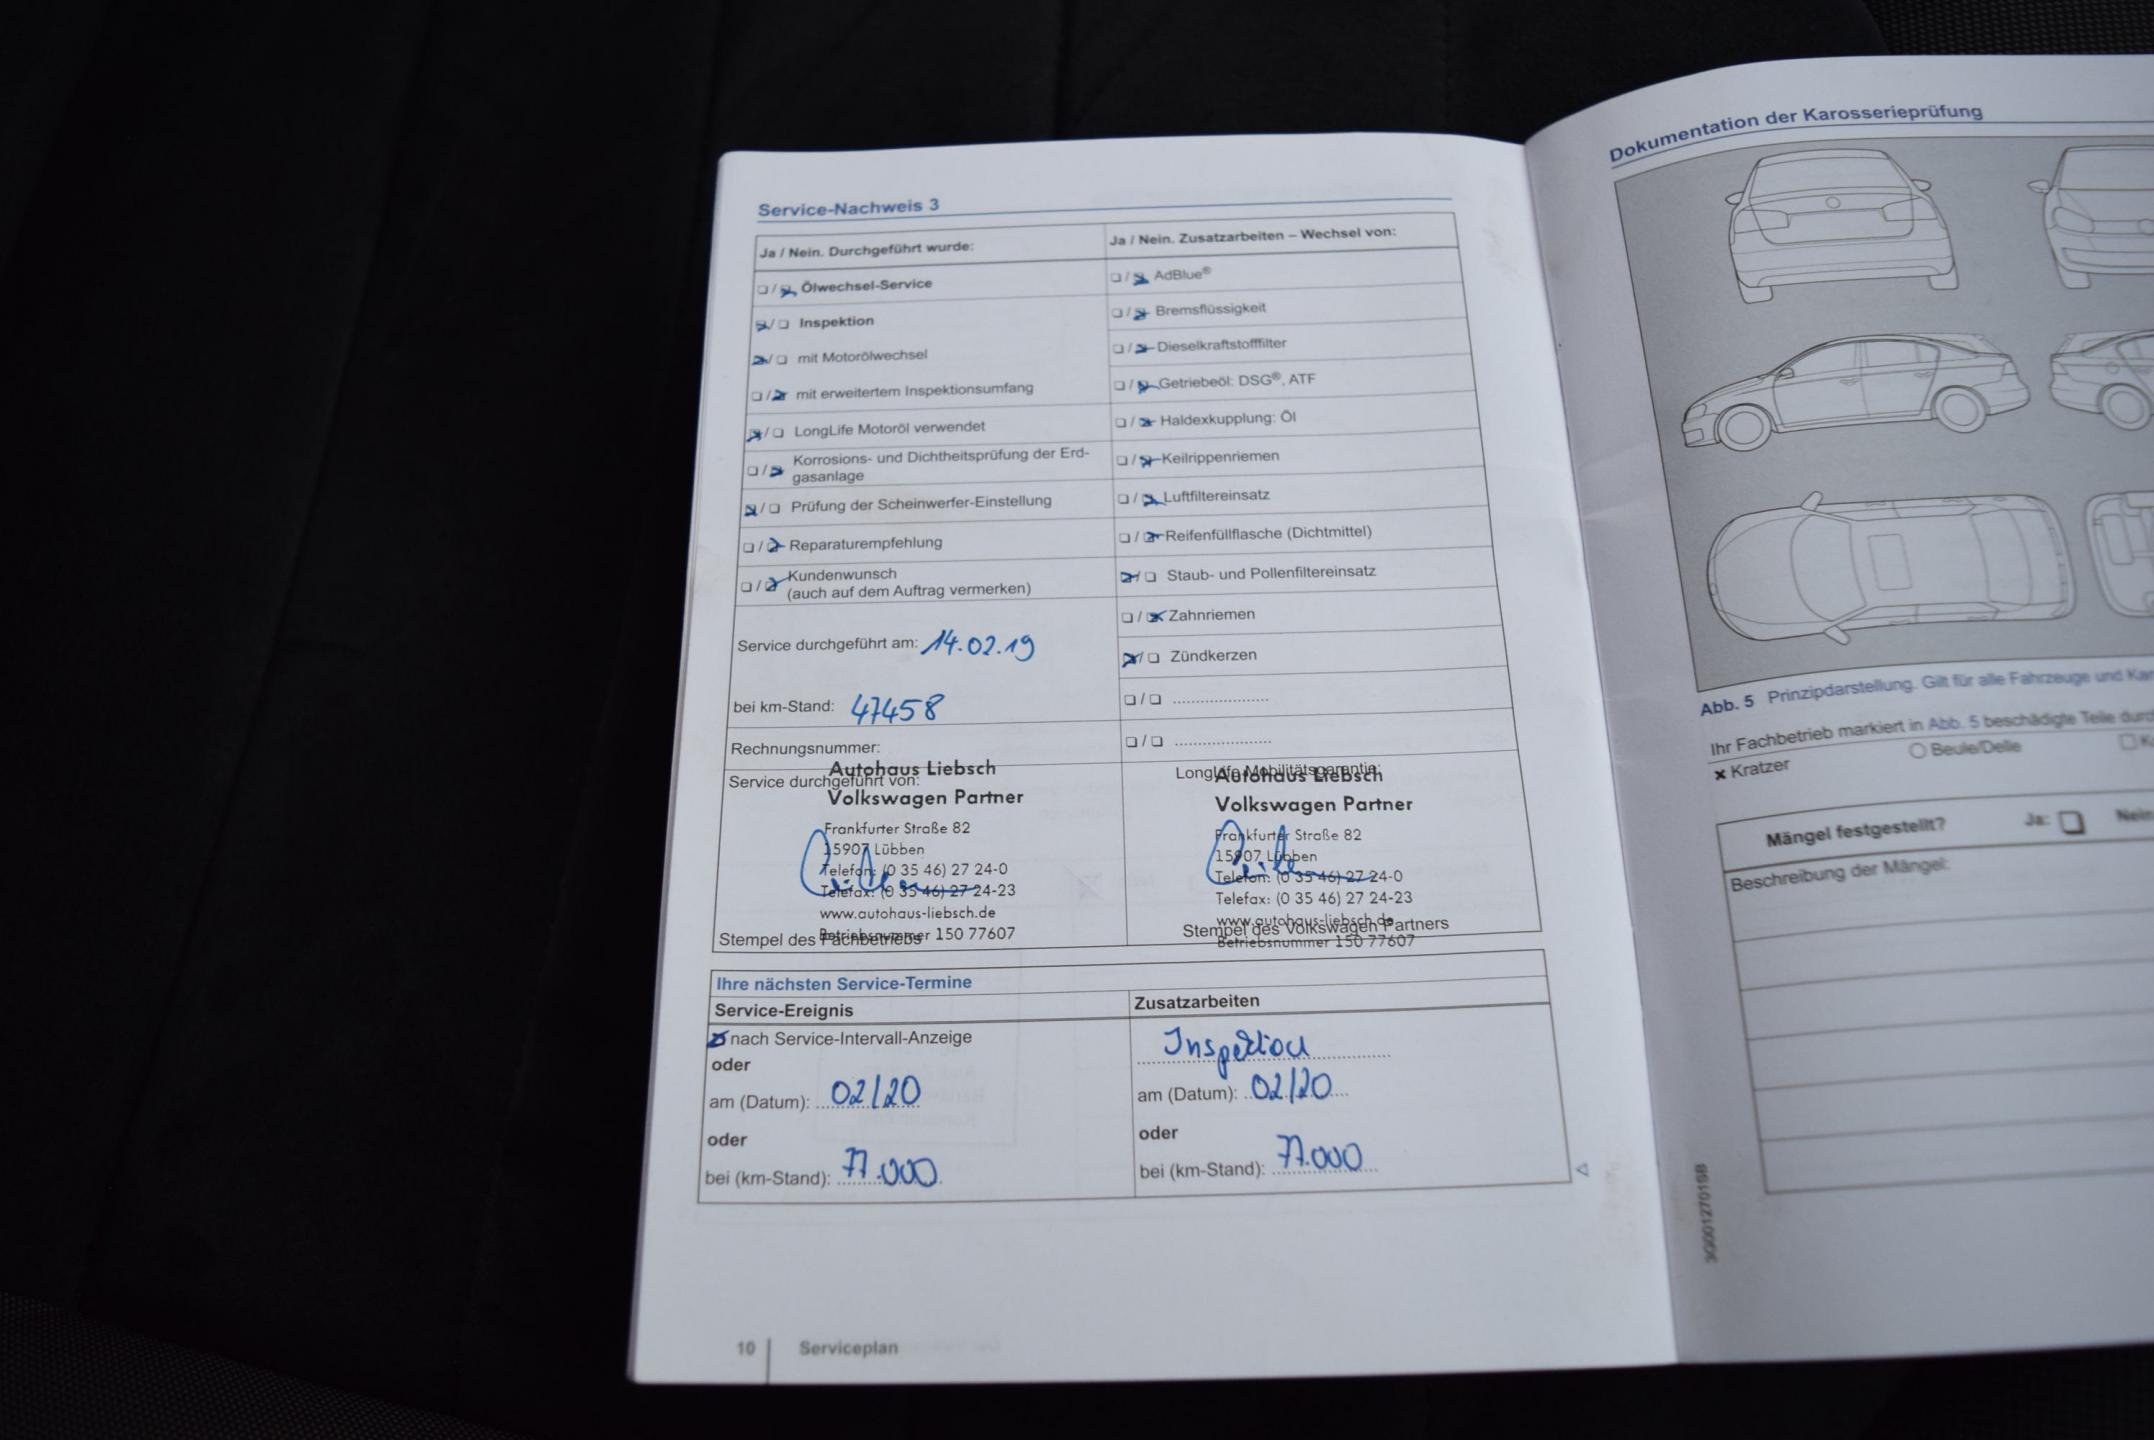 Service-Nachweis 3
Ja / Nein. Durchgeführt wurde:
☐ / ☒ Ölwechsel-Service
☒ / ☐ Inspektion
☒ / ☐ mit Motorölwechsel
☐ / ☒ mit erweitertem Inspektionsumfang
☒ / ☐ LongLife Motoröl verwendet
☐ / ☒ Korrosions- und Dichtheitsprüfung der Erd-
gasanlage
☒ / ☐ Prüfung der Scheinwerfer-Einstellung
☐ / ☒ Reparaturempfehlung
☐ / ☒ Kundenwunsch
(auch auf dem Auftrag vermerken)
Service durchgeführt am: 14.02.19
bei km-Stand: 47458
Rechnungsnummer:
Service durchgeführt von:
Autohaus Liebsch
Volkswagen Partner
Frankfurter Straße 82
15907 Lübben
Telefon: (0 35 46) 27 24-0
Telefax: (0 35 46) 27 24-23
www.autohaus-liebsch.de
Betriebsnummer 150 77607
Stempel des Fachbetriebs
Ja / Nein. Zusatzarbeiten – Wechsel von:
☐ / ☒ AdBlue®
☐ / ☒ Bremsflüssigkeit
☐ / ☒ Dieselkraftstofffilter
☐ / ☒ Getriebeöl: DSG®, ATF
☐ / ☒ Haldexkupplung: Öl
☐ / ☒ Keilrippenriemen
☐ / ☒ Luftfiltereinsatz
☐ / ☒ Reifenfüllflasche (Dichtmittel)
☒ / ☐ Staub- und Pollenfiltereinsatz
☐ / ☒ Zahnriemen
☒ / ☐ Zündkerzen
☐ / ☐ .....................
☐ / ☐ .....................
LongLife Mobilitätsgarantie:
Autohaus Liebsch
Volkswagen Partner
Frankfurter Straße 82
15907 Lübben
Telefon: (0 35 46) 27 24-0
Telefax: (0 35 46) 27 24-23
www.autohaus-liebsch.de
Stempel des Volkswagen Partners
Betriebsnummer 150 77607
Ihre nächsten Service-Termine
Service-Ereignis
☒ nach Service-Intervall-Anzeige
oder
am (Datum): 02/20
oder
bei (km-Stand): 77.000
Zusatzarbeiten
Inspektion
am (Datum): 02/20
oder
bei (km-Stand): 77.000
10 Serviceplan
Dokumentation der Karosserieprüfung
Abb. 5 Prinzipdarstellung. Gilt für alle Fahrzeuge und
Ihr Fachbetrieb markiert in Abb. 5 beschädigte Teile
× Kratzer ○ Beule/Delle
Mängel festgestellt? Ja: ☐ Nein
Beschreibung der Mängel:
3G0012701SB